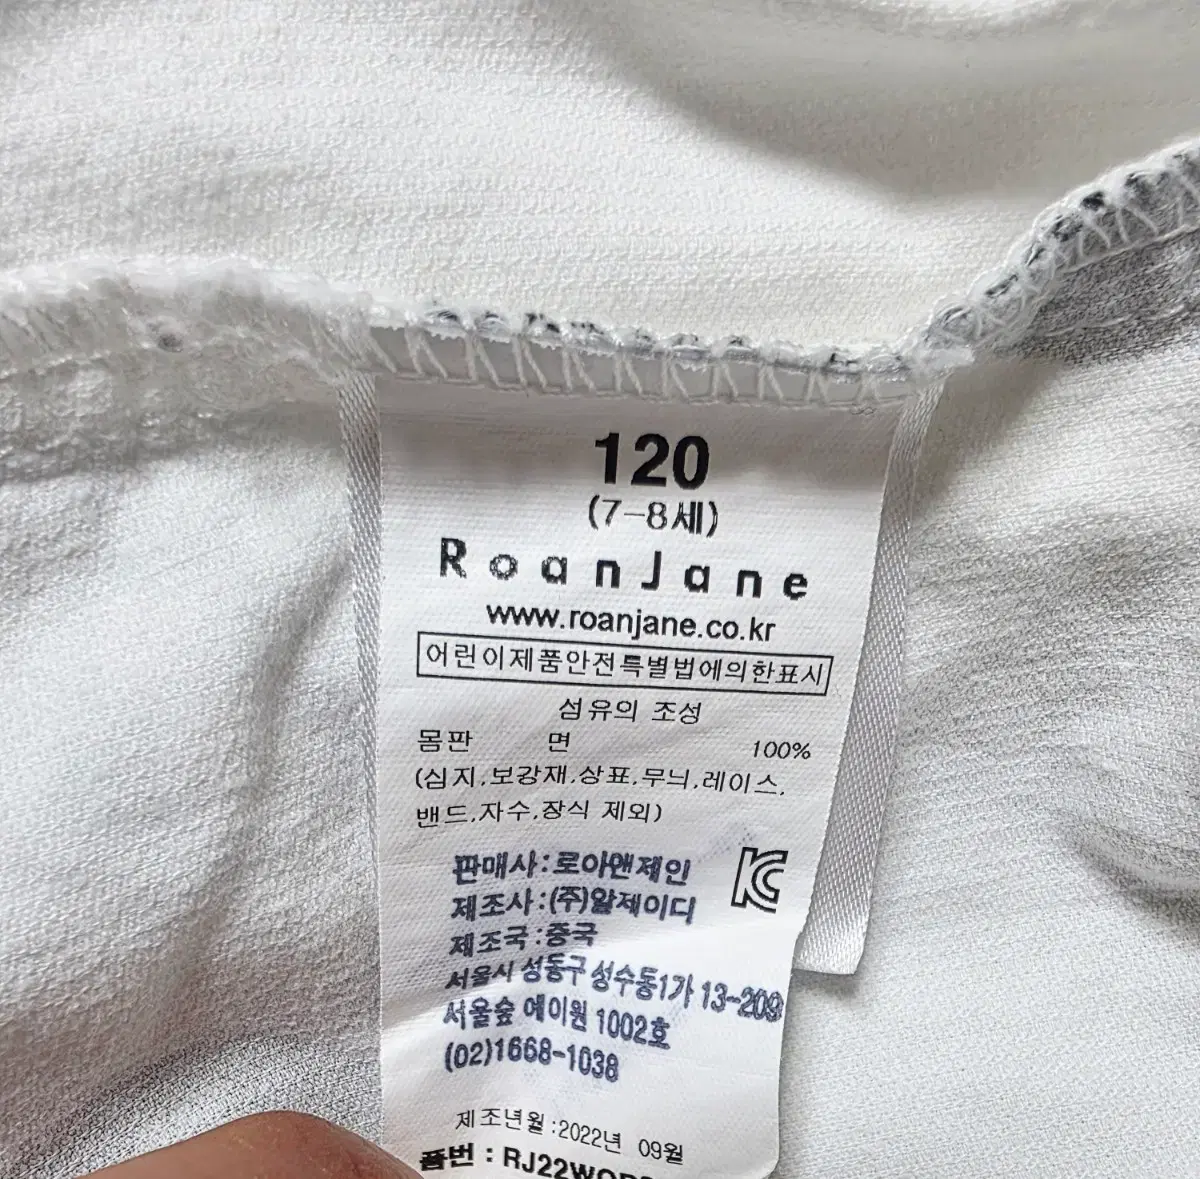 120
(7-8세)
RoanJane
www.roanjane.co.kr
어린이제품안전특별법에의한표시
섬유의 조성
몸판 면 100%
(심지,보강재,상표,무늬,레이스,
밴드,자수,장식 제외)
판매사:로아앤제인
제조사:(주)알제이디
제조국:중국
서울시 성동구 성수동1가 13-209
서울숲 에이원 1002호
(02)1668-1038
제조년월:2022년 09월
품번 :